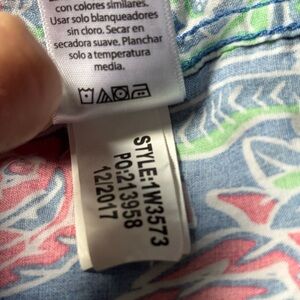 con colores similares.
Usar solo blanqueadores
sin cloro. Secar en
secadora suave. Planchar
solo a temperatura
media.
STYLE:1W3573
PO:213958
12/2017